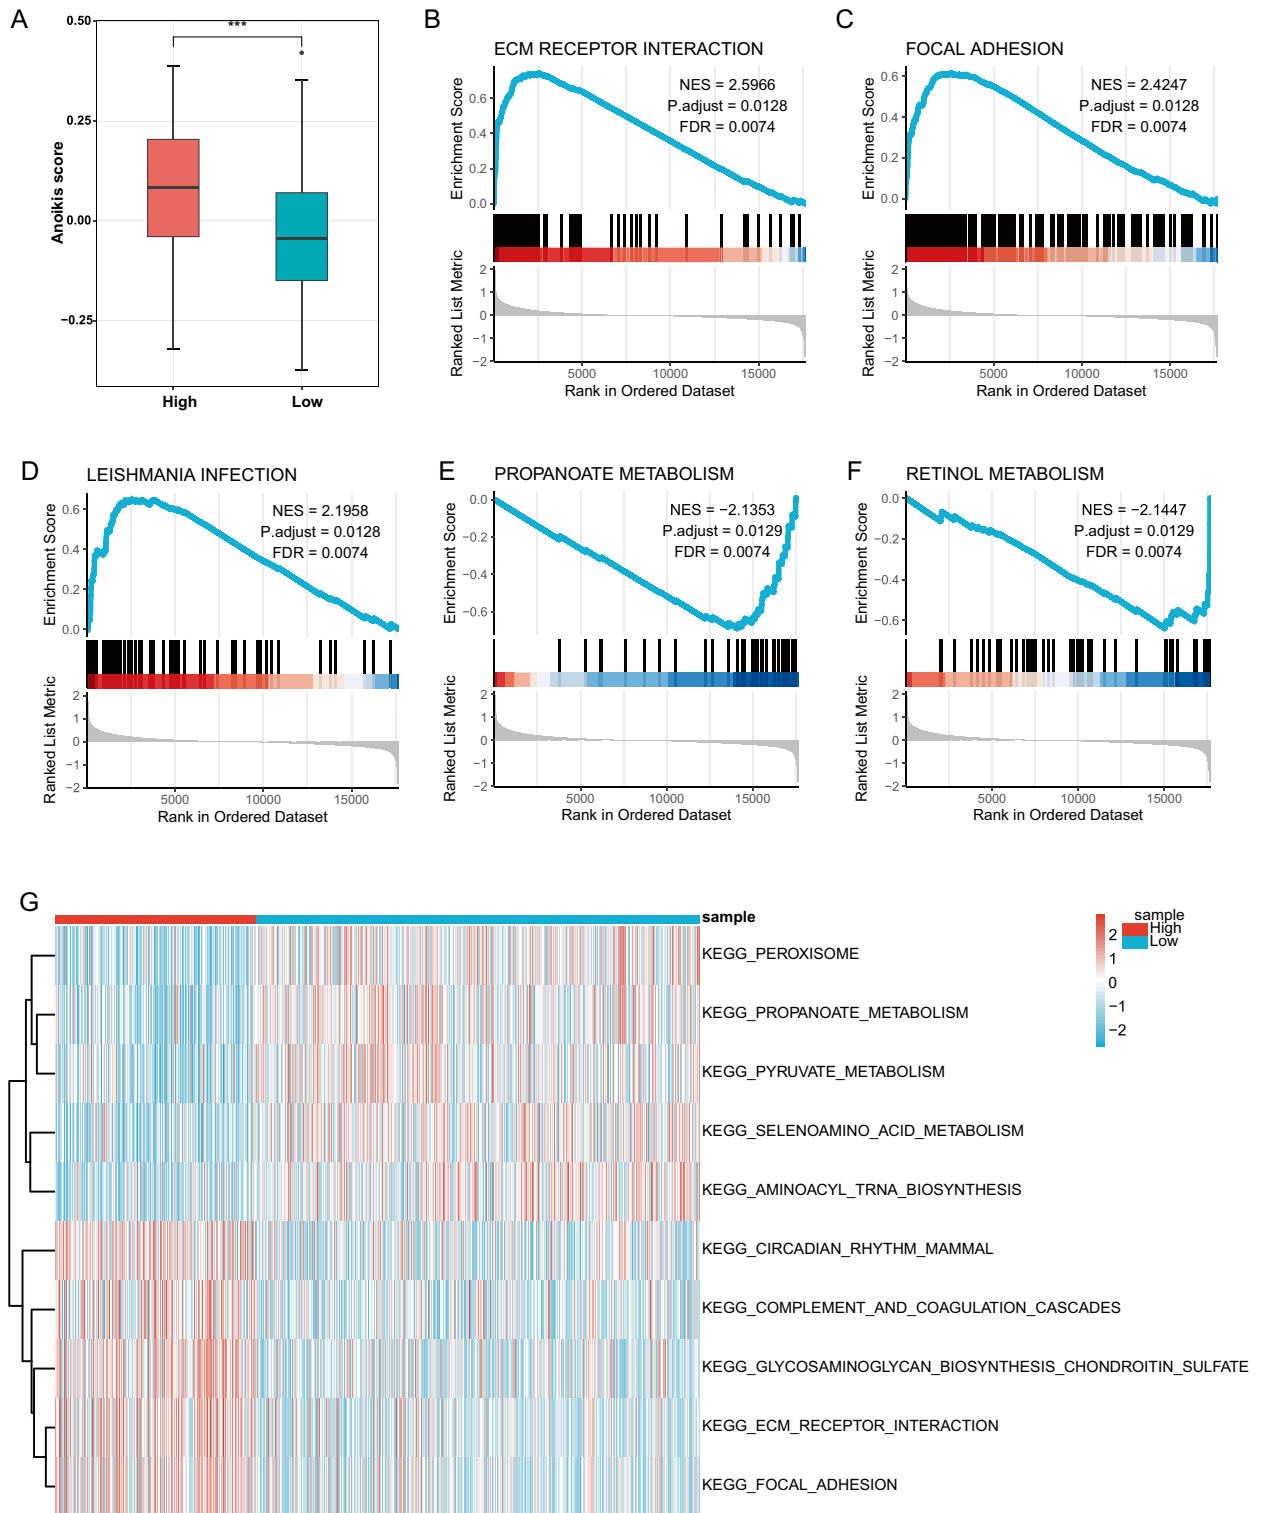 A
0.50
0.25
0.00
−0.25
Anoikis score
***
High
Low
B
ECM RECEPTOR INTERACTION
NES = 2.5966
P.adjust = 0.0128
FDR = 0.0074
Enrichment Score
0.6
0.4
0.2
0.0
Ranked List Metric
2
1
0
−1
−2
5000
10000
15000
Rank in Ordered Dataset
C
FOCAL ADHESION
NES = 2.4247
P.adjust = 0.0128
FDR = 0.0074
Enrichment Score
0.6
0.4
0.2
0.0
Ranked List Metric
2
1
0
−1
−2
5000
10000
15000
Rank in Ordered Dataset
D
LEISHMANIA INFECTION
NES = 2.1958
P.adjust = 0.0128
FDR = 0.0074
Enrichment Score
0.6
0.4
0.2
0.0
Ranked List Metric
2
1
0
−1
−2
5000
10000
15000
Rank in Ordered Dataset
E
PROPANOATE METABOLISM
NES = −2.1353
P.adjust = 0.0129
FDR = 0.0074
Enrichment Score
0.0
−0.2
−0.4
−0.6
Ranked List Metric
2
1
0
−1
−2
5000
10000
15000
Rank in Ordered Dataset
F
RETINOL METABOLISM
NES = −2.1447
P.adjust = 0.0129
FDR = 0.0074
Enrichment Score
0.0
−0.2
−0.4
−0.6
Ranked List Metric
2
1
0
−1
−2
5000
10000
15000
Rank in Ordered Dataset
G
sample
KEGG_PEROXISOME
KEGG_PROPANOATE_METABOLISM
KEGG_PYRUVATE_METABOLISM
KEGG_SELENOAMINO_ACID_METABOLISM
KEGG_AMINOACYL_TRNA_BIOSYNTHESIS
KEGG_CIRCADIAN_RHYTHM_MAMMAL
KEGG_COMPLEMENT_AND_COAGULATION_CASCADES
KEGG_GLYCOSAMINOGLYCAN_BIOSYNTHESIS_CHONDROITIN_SULFATE
KEGG_ECM_RECEPTOR_INTERACTION
KEGG_FOCAL_ADHESION
2
1
0
−1
−2
sample
High
Low